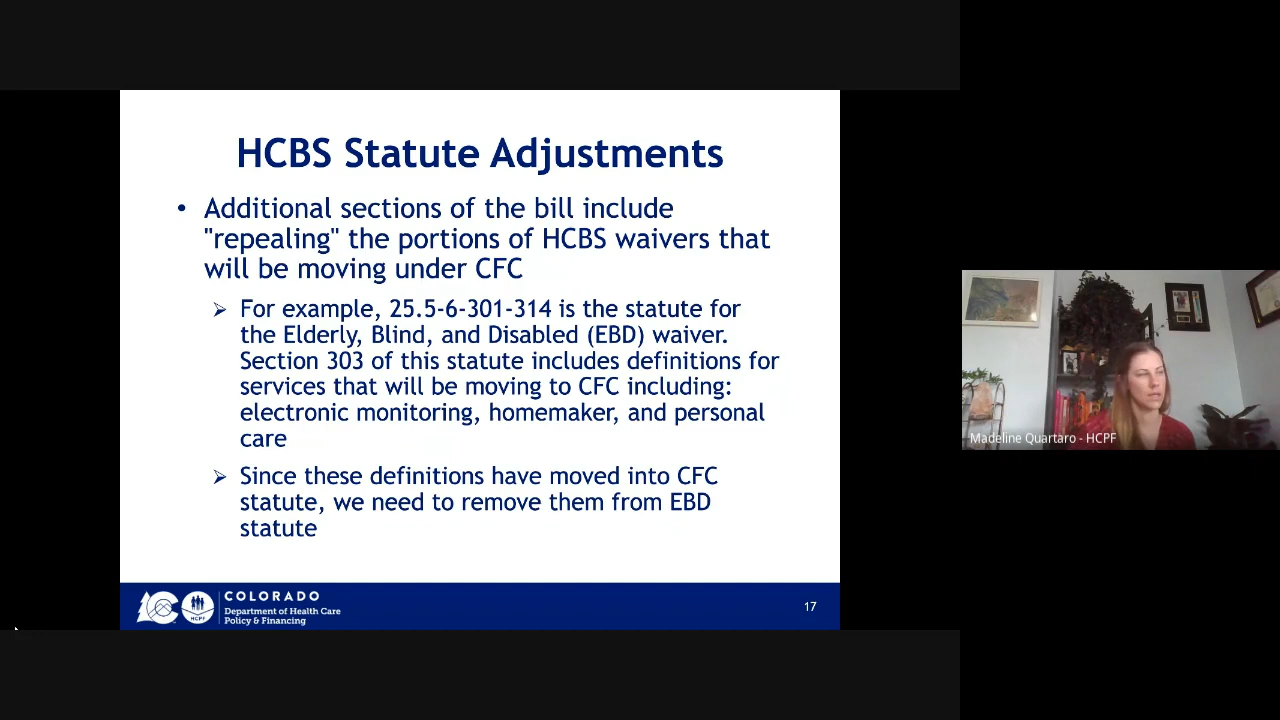 HCBS Statute Adjustments
• Additional sections of the bill include
"repealing" the portions of HCBS waivers that
will be moving under CFC
➢ For example, 25.5-6-301-314 is the statute for
the Elderly, Blind, and Disabled (EBD) waiver.
Section 303 of this statute includes definitions for
services that will be moving to CFC including:
electronic monitoring, homemaker, and personal
care
➢ Since these definitions have moved into CFC
statute, we need to remove them from EBD
statute
HCPF
COLORADO
Department of Health Care
Policy & Financing
17
Madeline Quartaro - HCPF